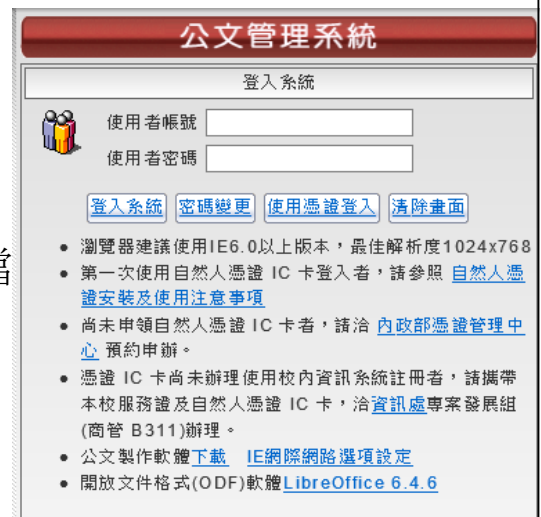 公文管理系統
登入系統
使用者帳號
使用者密碼
登入系統 密碼變更 使用憑證登入 清除畫面
• 瀏覽器建議使用IE6.0以上版本，最佳解析度1024x768
• 第一次使用自然人憑證 IC 卡登入者，請參照 自然人憑
證安裝及使用注意事項
• 尚未申領自然人憑證 IC 卡者，請洽 內政部憑證管理中
心 預約申辦。
• 憑證 IC 卡尚未辦理使用校內資訊系統註冊者，請攜帶
本校服務證及自然人憑證 IC 卡，洽資訊處專案發展組
(商管 B311)辦理。
• 公文製作軟體下載 IE網際網路選項設定
• 開放文件格式(ODF)軟體LibreOffice 6.4.6